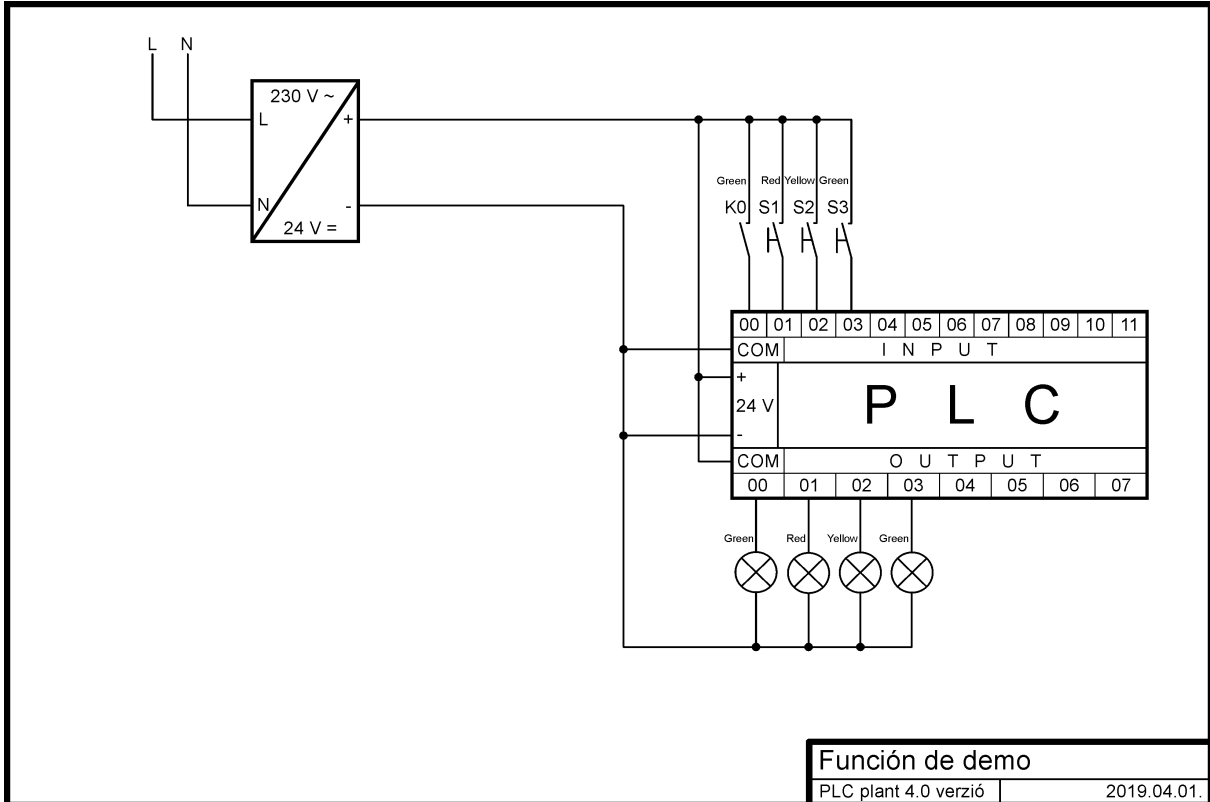 L N
230 V ~
L +
N -
24 V =
Green Red Yellow Green
K0 S1 S2 S3
00 01 02 03 04 05 06 07 08 09 10 11
COM I N P U T
+
24 V P L C
-
COM O U T P U T
00 01 02 03 04 05 06 07
Green Red Yellow Green
Función de demo
PLC plant 4.0 verzió 2019.04.01.